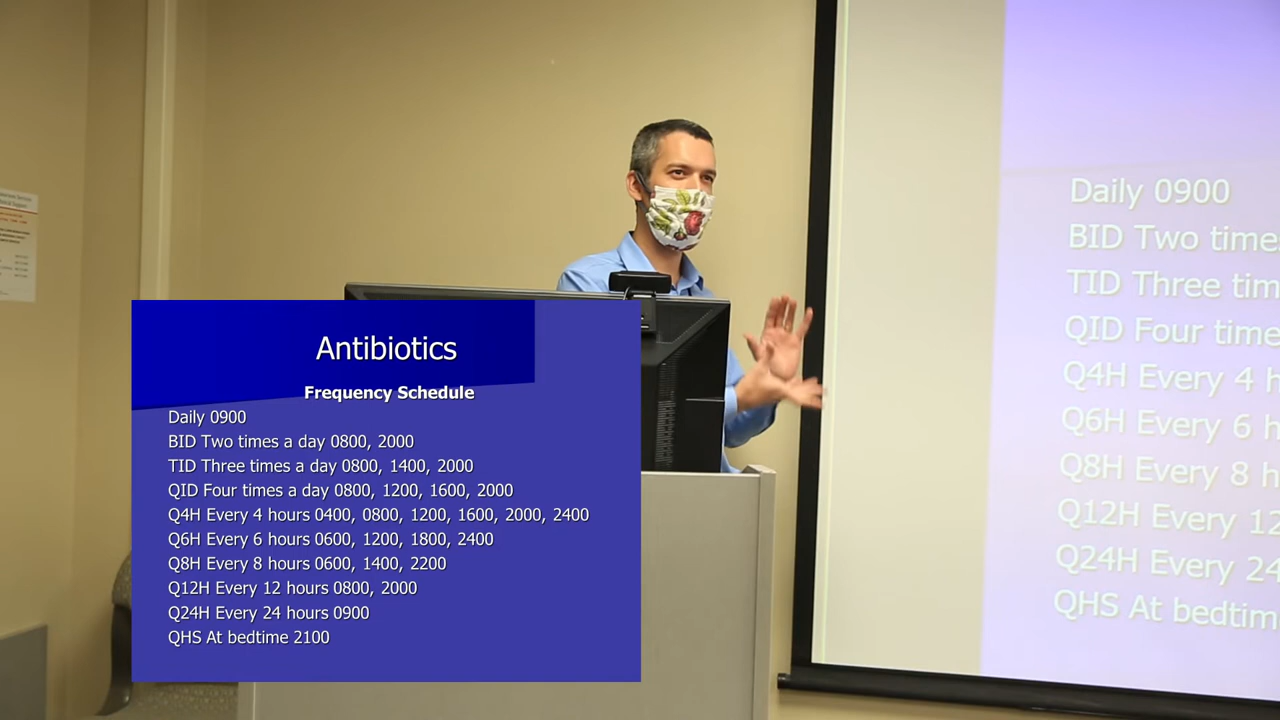 Antibiotics
Frequency Schedule
Daily 0900
BID Two times a day 0800, 2000
TID Three times a day 0800, 1400, 2000
QID Four times a day 0800, 1200, 1600, 2000
Q4H Every 4 hours 0400, 0800, 1200, 1600, 2000, 2400
Q6H Every 6 hours 0600, 1200, 1800, 2400
Q8H Every 8 hours 0600, 1400, 2200
Q12H Every 12 hours 0800, 2000
Q24H Every 24 hours 0900
QHS At bedtime 2100
Daily 0900
BID Two time
TID Three tim
QID Four time
Q4H Every 4 h
Q6H Every 6 h
Q8H Every 8 h
Q12H Every 12
Q24H Every 24
QHS At bedtim